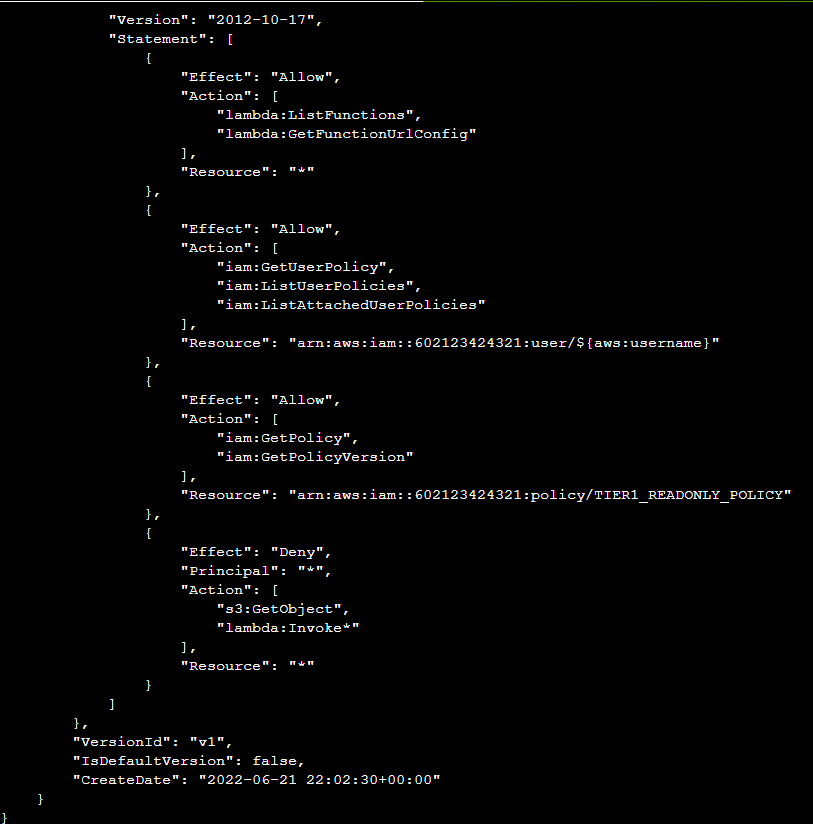 "Version": "2012-10-17",
"Statement": [
{
"Effect": "Allow",
"Action": [
"lambda:ListFunctions",
"lambda:GetFunctionUrlConfig"
],
"Resource": "*"
},
{
"Effect": "Allow",
"Action": [
"iam:GetUserPolicy",
"iam:ListUserPolicies",
"iam:ListAttachedUserPolicies"
],
"Resource": "arn:aws:iam::602123424321:user/${aws:username}"
},
{
"Effect": "Allow",
"Action": [
"iam:GetPolicy",
"iam:GetPolicyVersion"
],
"Resource": "arn:aws:iam::602123424321:policy/TIER1_READONLY_POLICY"
},
{
"Effect": "Deny",
"Principal": "*",
"Action": [
"s3:GetObject",
"lambda:Invoke*"
],
"Resource": "*"
}
]
},
"VersionId": "v1",
"IsDefaultVersion": false,
"CreateDate": "2022-06-21 22:02:30+00:00"
}
}